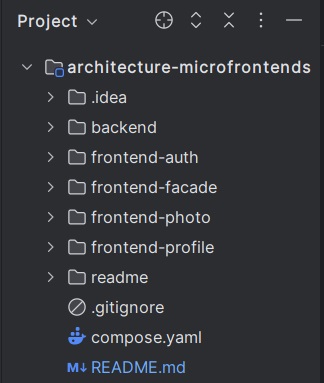 Project
architecture-microfrontends
.idea
backend
frontend-auth
frontend-facade
frontend-photo
frontend-profile
readme
.gitignore
compose.yaml
M↓ README.md